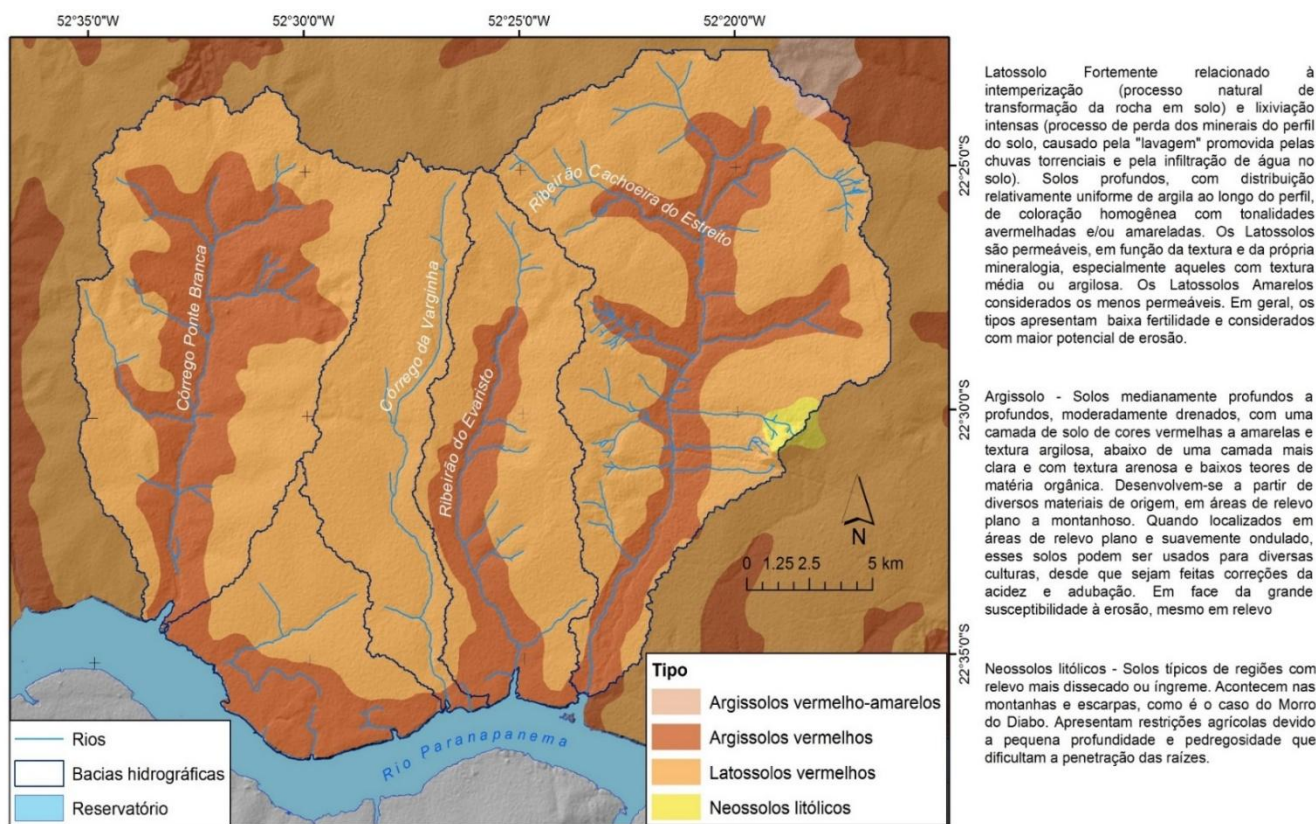 52°35'0"W
52°30'0"W
52°25'0"W
52°20'0"W
22°25'0"S
22°30'0"S
22°35'0"S
Córrego Ponte Branca
Córrego da Varginha
Ribeirão do Evaristo
Ribeirão Cachoeira do Estreito
Rio Paranapanema
N
0 1.25 2.5 5 km
Rios
Bacias hidrográficas
Reservatório
Tipo
Argissolos vermelho-amarelos
Argissolos vermelhos
Latossolos vermelhos
Neossolos litólicos
Latossolo Fortemente relacionado à
intemperização (processo natural de
transformação da rocha em solo) e lixiviação
intensas (processo de perda dos minerais do perfil
do solo, causado pela "lavagem" promovida pelas
chuvas torrenciais e pela infiltração de água no
solo). Solos profundos, com distribuição
relativamente uniforme de argila ao longo do perfil,
de coloração homogênea com tonalidades
avermelhadas e/ou amareladas. Os Latossolos
são permeáveis, em função da textura e da própria
mineralogia, especialmente aqueles com textura
média ou argilosa. Os Latossolos Amarelos
considerados os menos permeáveis. Em geral, os
tipos apresentam baixa fertilidade e considerados
com maior potencial de erosão.
Argissolo - Solos medianamente profundos a
profundos, moderadamente drenados, com uma
camada de solo de cores vermelhas a amarelas e
textura argilosa, abaixo de uma camada mais
clara e com textura arenosa e baixos teores de
matéria orgânica. Desenvolvem-se a partir de
diversos materiais de origem, em áreas de relevo
plano a montanhoso. Quando localizados em
áreas de relevo plano e suavemente ondulado,
esses solos podem ser usados para diversas
culturas, desde que sejam feitas correções da
acidez e adubação. Em face da grande
susceptibilidade à erosão, mesmo em relevo
Neossolos litólicos - Solos típicos de regiões com
relevo mais dissecado ou íngreme. Acontecem nas
montanhas e escarpas, como é o caso do Morro
do Diabo. Apresentam restrições agrícolas devido
a pequena profundidade e pedregosidade que
dificultam a penetração das raízes.